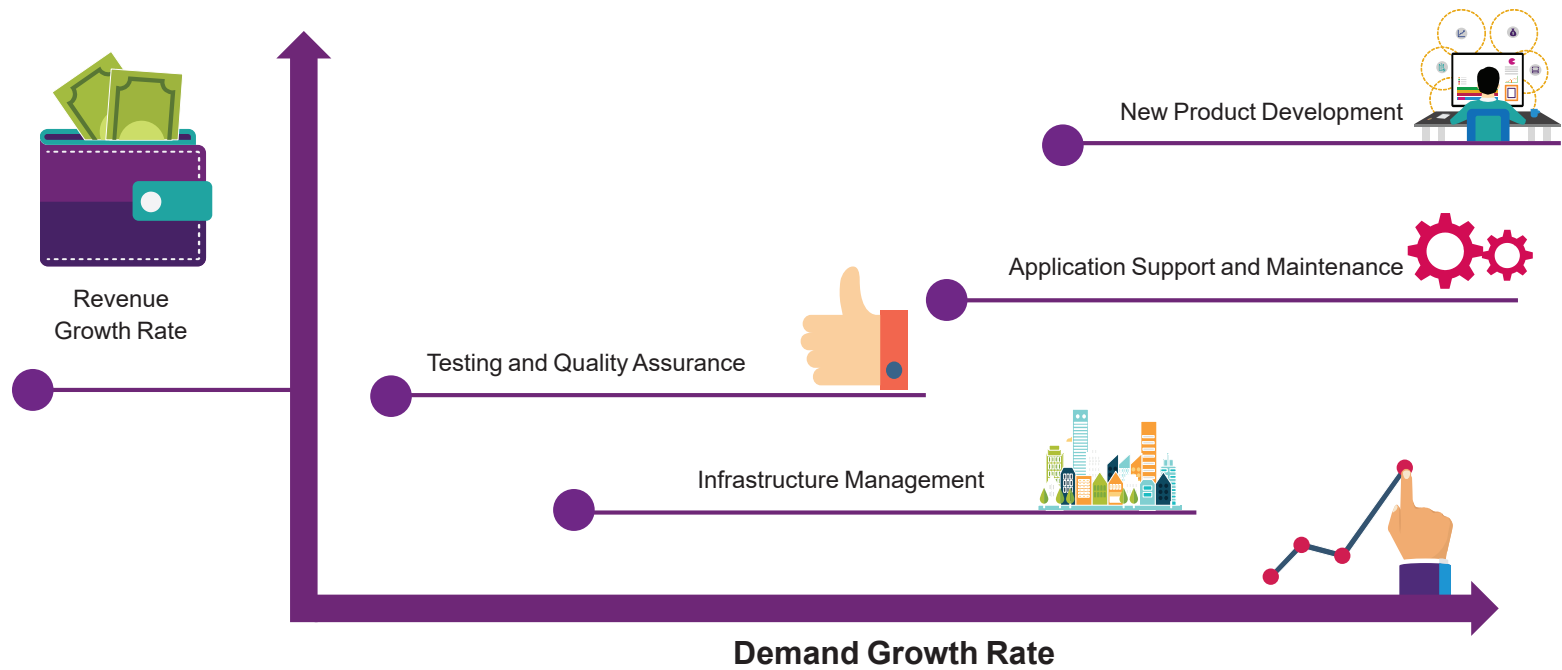 New Product Development
Application Support and Maintenance
Revenue
Growth Rate
Testing and Quality Assurance
Infrastructure Management
Demand Growth Rate